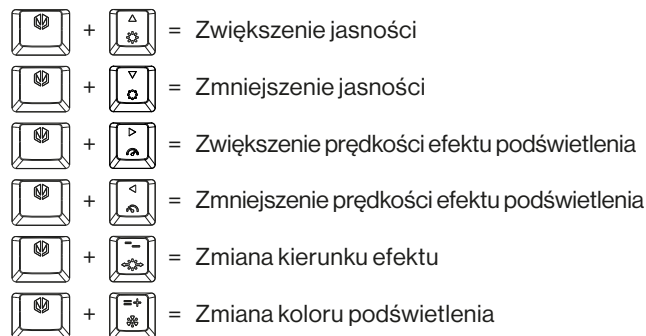 + = Zwiększenie jasności
+ = Zmniejszenie jasności
+ = Zwiększenie prędkości efektu podświetlenia
+ = Zmniejszenie prędkości efektu podświetlenia
+ = Zmiana kierunku efektu
+ = Zmiana koloru podświetlenia